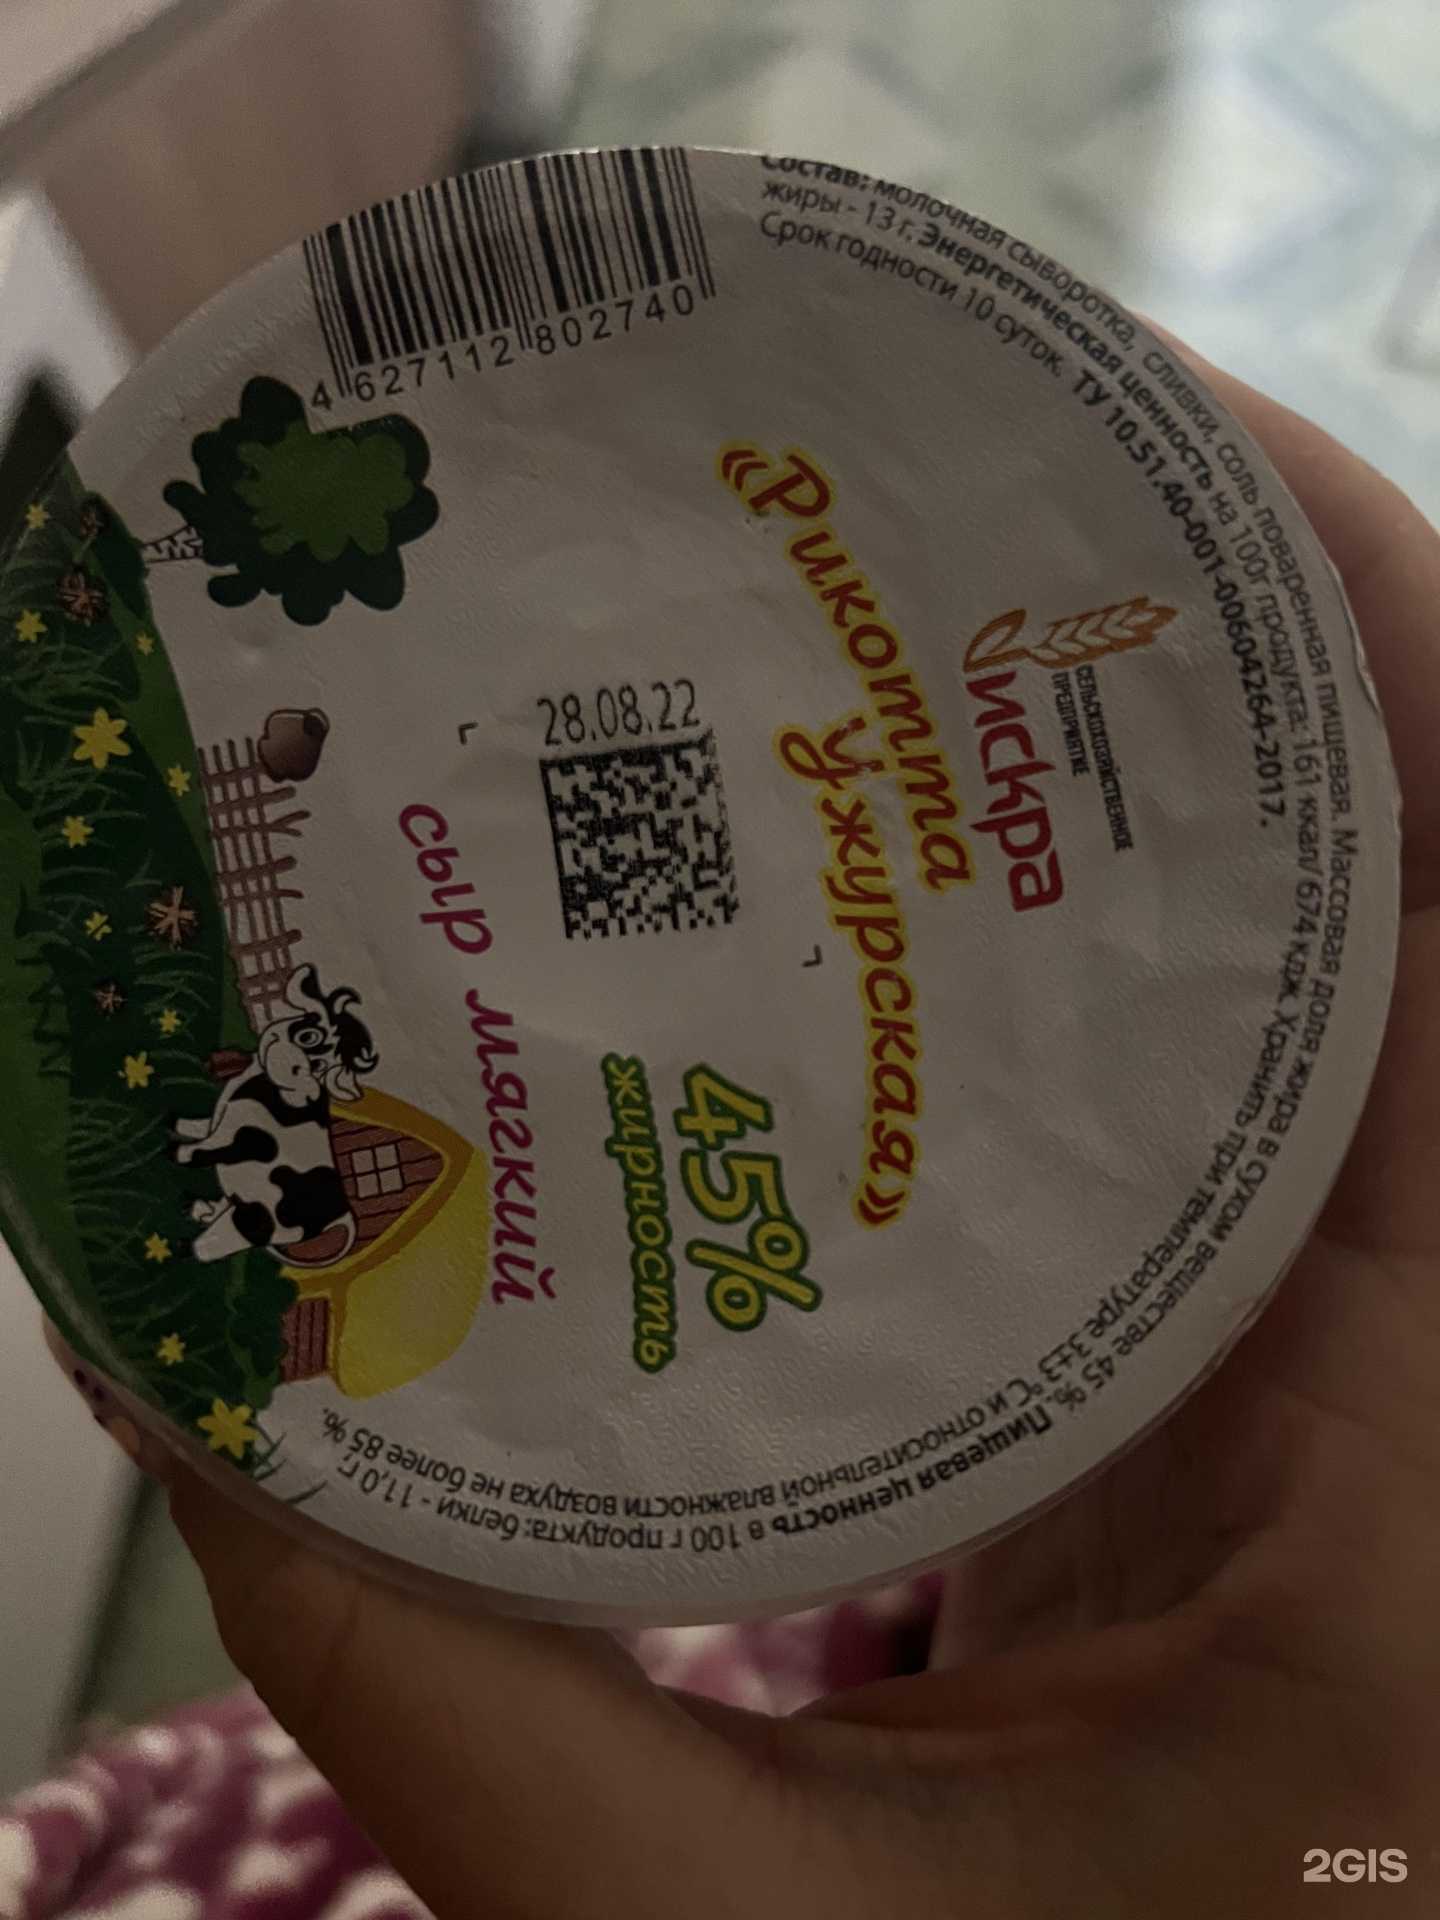 Состав: молочная сыворотка, сливки, соль поваренная пищевая. Массовая доля жира в сухом веществе 45 %. Пищевая ценность в 100 г продукта: белки - 11,0 г,
жиры - 13 г. Энергетическая ценность на 100г продукта: 161 ккал/ 674 кдж. Хранить при температуре 3±3 °С и относительной влажности воздуха не более 85 %.
Срок годности 10 суток. ТУ 10.51.40-001-00604264-2017.
искра
СЕЛЬСКОХОЗЯЙСТВЕННОЕ
ПРЕДПРИЯТИЕ
«Рикотта
Ужурская»
28.08.22
45%
жирность
сыр мягкий
4 627112 802740
2GIS